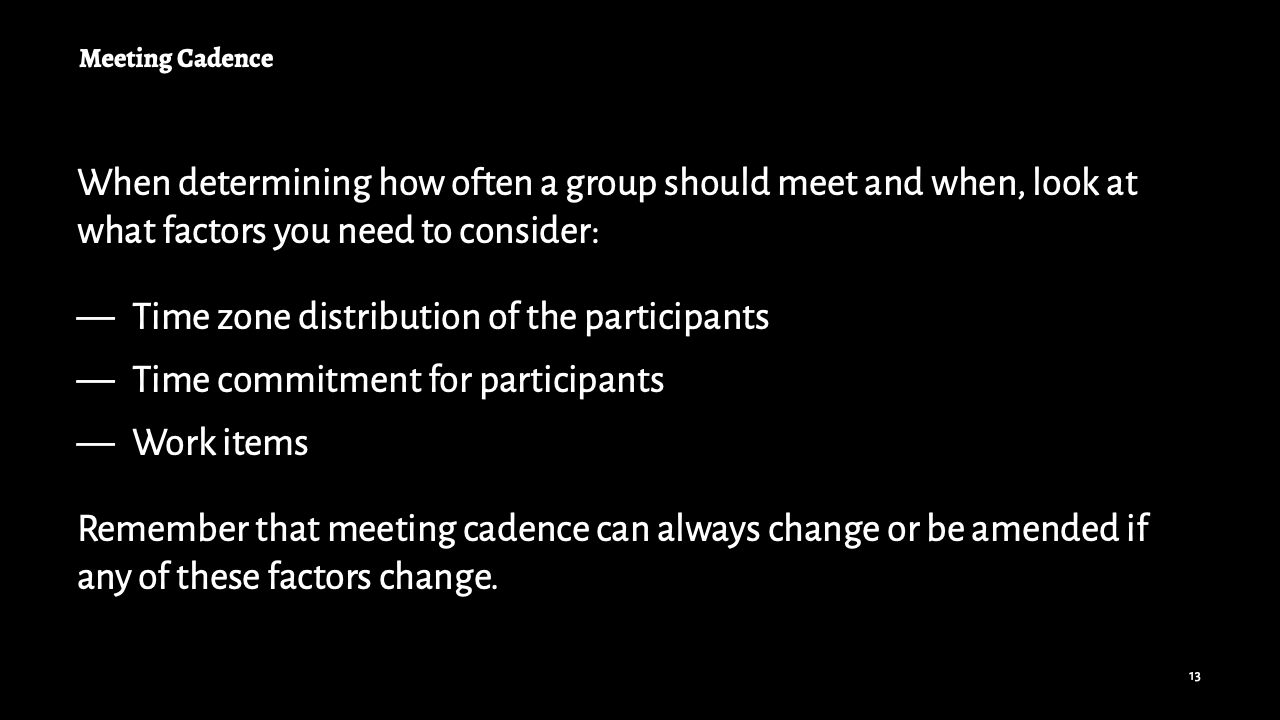 Meeting Cadence
When determining how often a group should meet and when, look at
what factors you need to consider:
— Time zone distribution of the participants
— Time commitment for participants
— Work items
Remember that meeting cadence can always change or be amended if
any of these factors change.
13